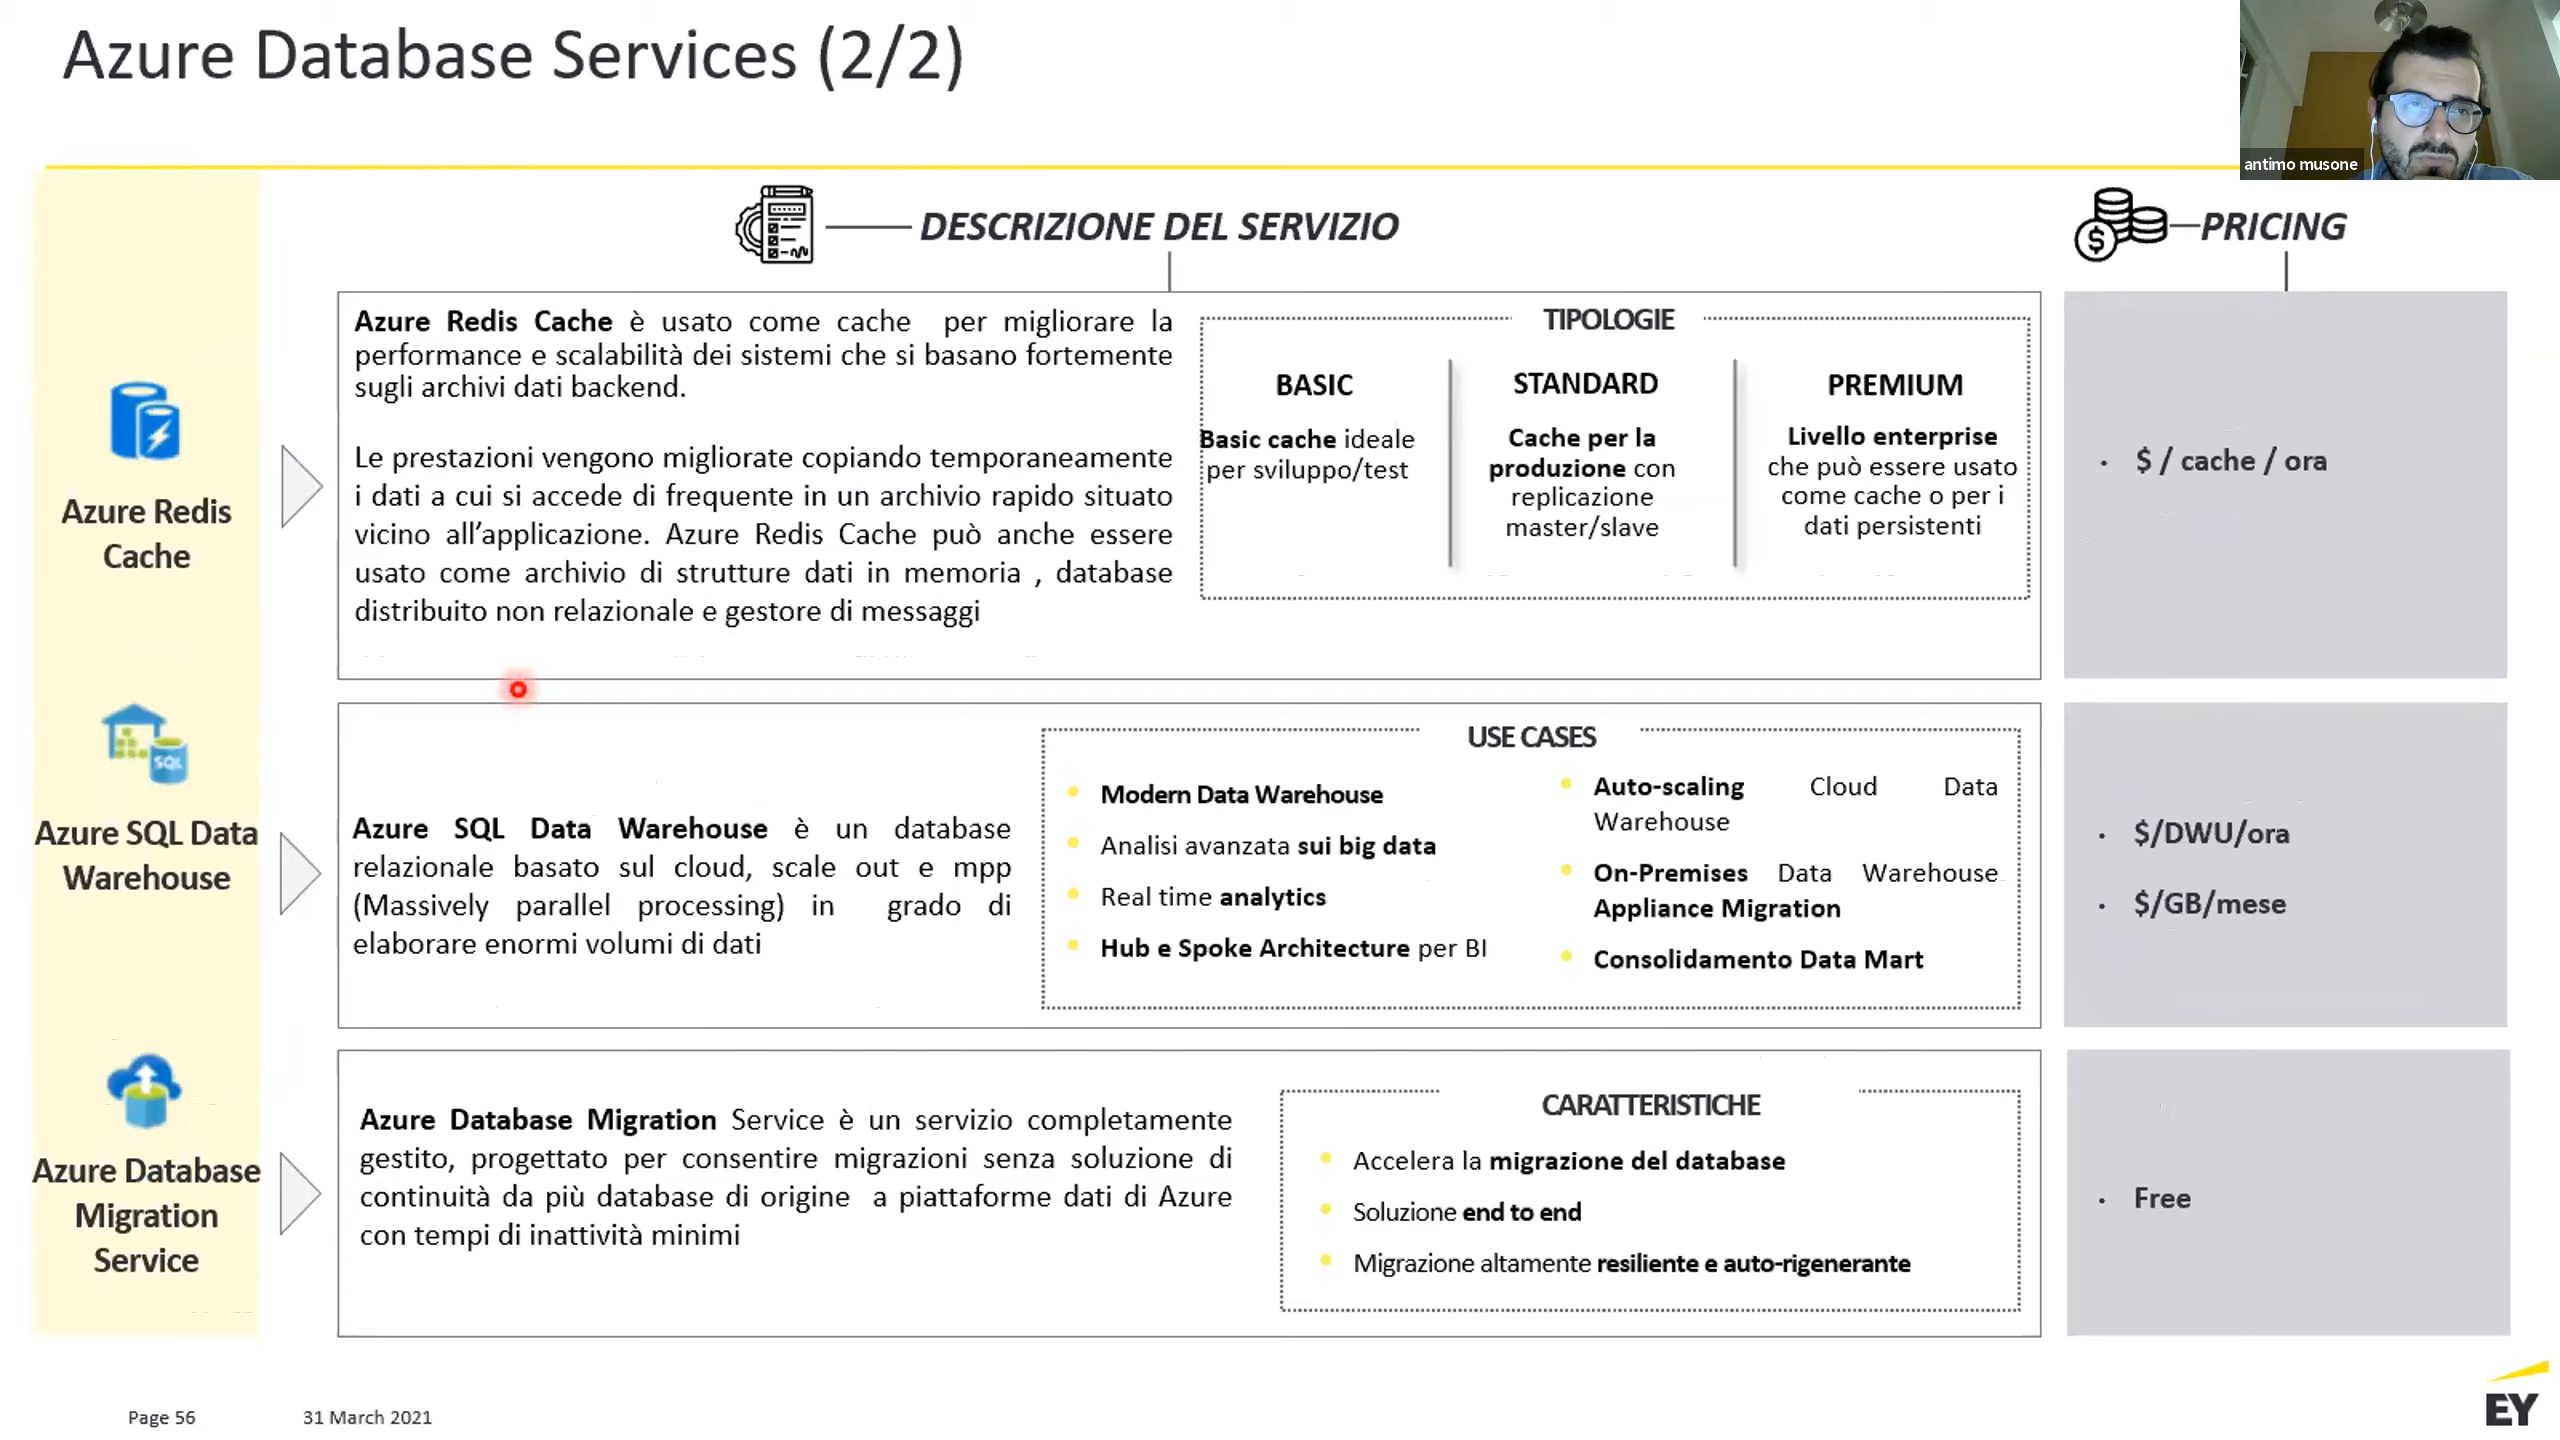 Azure Database Services (2/2)
antimo musone
DESCRIZIONE DEL SERVIZIO
PRICING
Azure Redis
Cache
Azure Redis Cache è usato come cache per migliorare la
performance e scalabilità dei sistemi che si basano fortemente
sugli archivi dati backend.
Le prestazioni vengono migliorate copiando temporaneamente
i dati a cui si accede di frequente in un archivio rapido situato
vicino all’applicazione. Azure Redis Cache può anche essere
usato come archivio di strutture dati in memoria , database
distribuito non relazionale e gestore di messaggi
TIPOLOGIE
BASIC
Basic cache ideale
per sviluppo/test
STANDARD
Cache per la
produzione con
replicazione
master/slave
PREMIUM
Livello enterprise
che può essere usato
come cache o per i
dati persistenti
$ / cache / ora
SQL
Azure SQL Data
Warehouse
Azure SQL Data Warehouse è un database
relazionale basato sul cloud, scale out e mpp
(Massively parallel processing) in grado di
elaborare enormi volumi di dati
USE CASES
Modern Data Warehouse
Analisi avanzata sui big data
Real time analytics
Hub e Spoke Architecture per BI
Auto-scaling Cloud Data
Warehouse
On-Premises Data Warehouse
Appliance Migration
Consolidamento Data Mart
$/DWU/ora
$/GB/mese
Azure Database
Migration
Service
Azure Database Migration Service è un servizio completamente
gestito, progettato per consentire migrazioni senza soluzione di
continuità da più database di origine a piattaforme dati di Azure
con tempi di inattività minimi
CARATTERISTICHE
Accelera la migrazione del database
Soluzione end to end
Migrazione altamente resiliente e auto-rigenerante
Free
Page 56
31 March 2021
EY